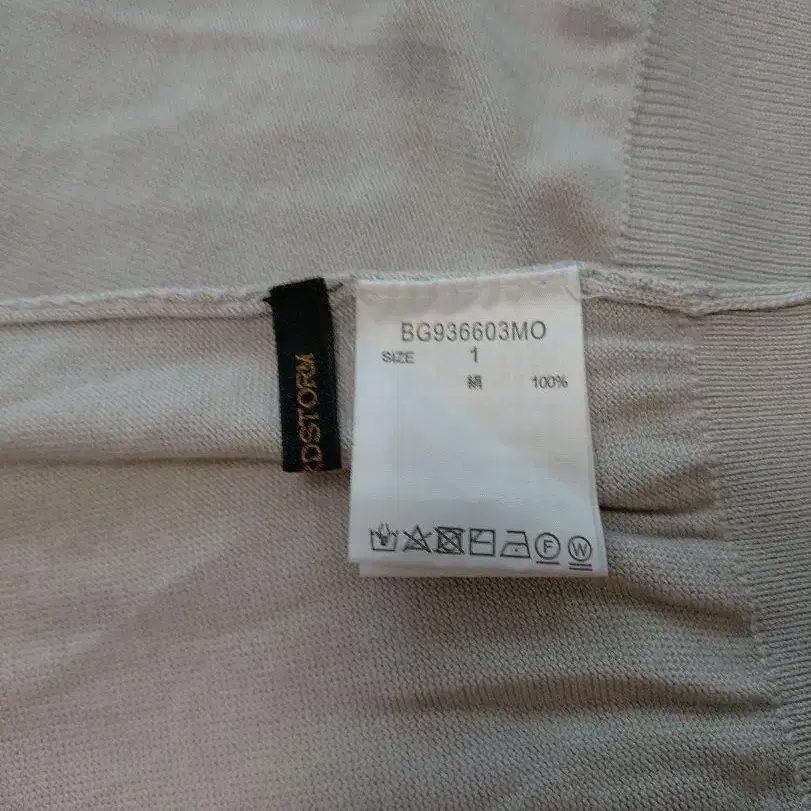 DSTORM
BG936603MO
SIZE 1
絹 100%
F W